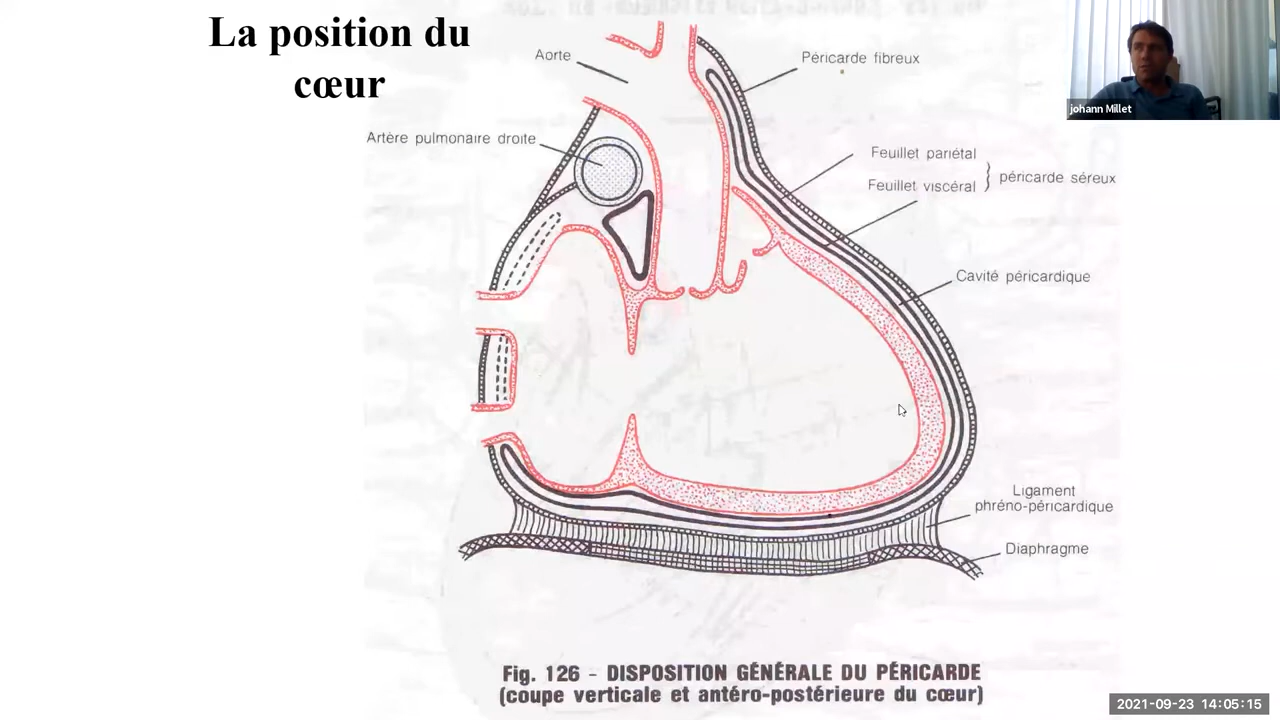 La position du
cœur
Aorte
Péricarde fibreux
Artère pulmonaire droite
Feuillet pariétal
Feuillet viscéral
} péricarde séreux
Cavité péricardique
Ligament
phréno-péricardique
Diaphragme
Fig. 126 - DISPOSITION GÉNÉRALE DU PÉRICARDE
(coupe verticale et antéro-postérieure du cœur)
johann Millet
2021-09-23 14:05:15